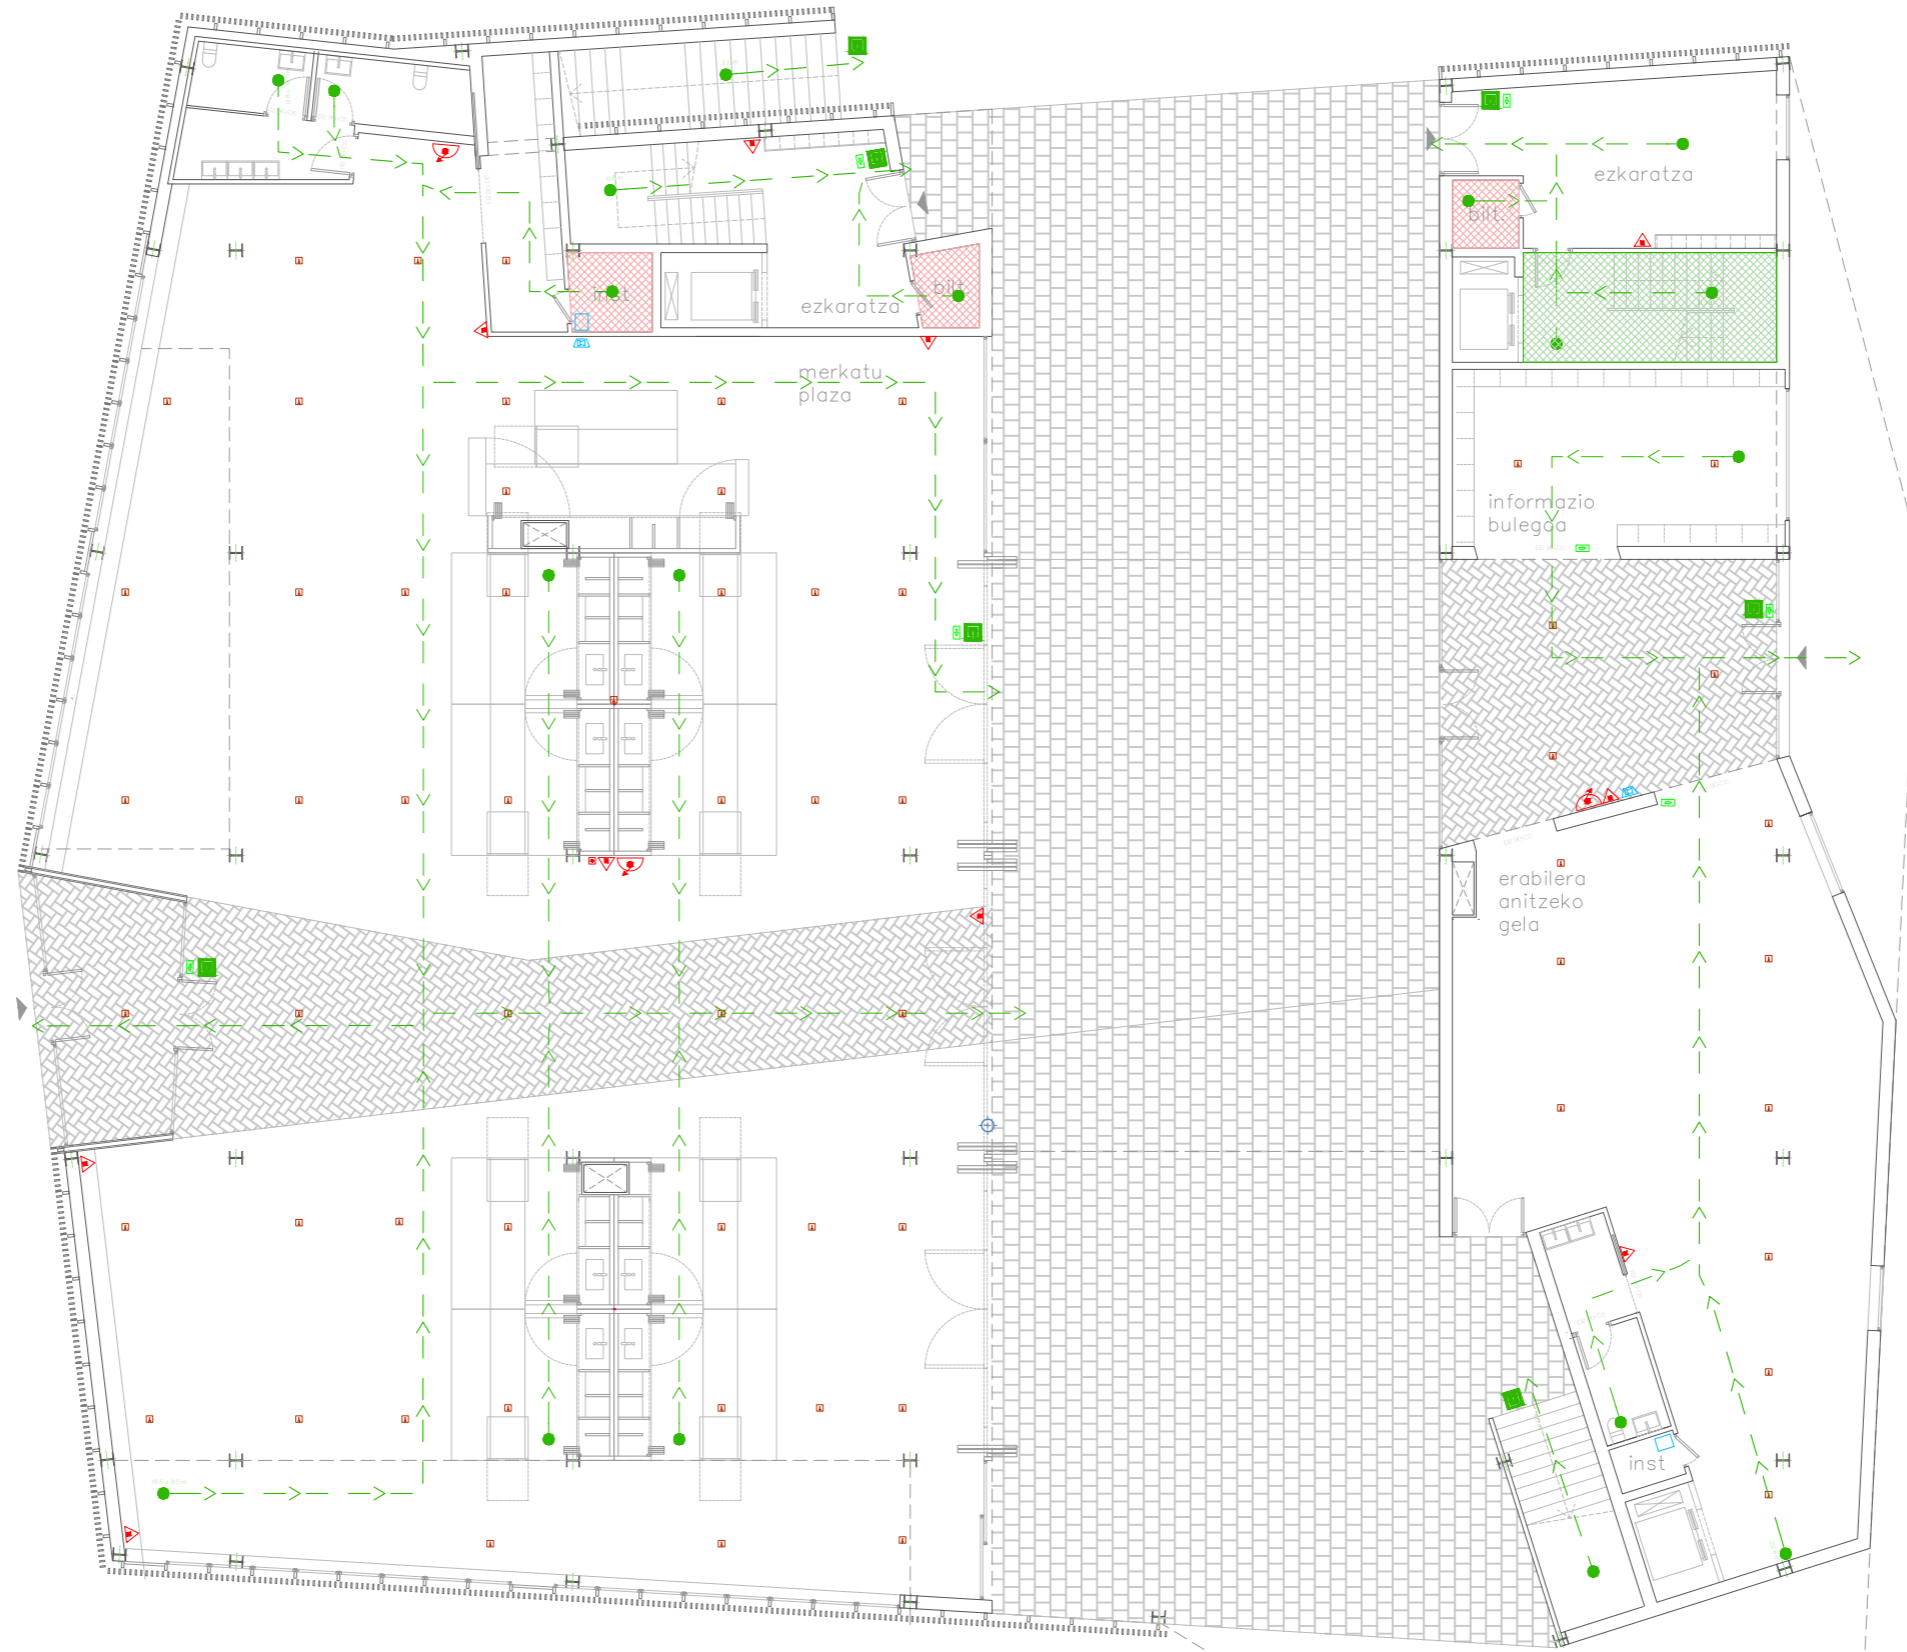 ezkaratza
bilt.
inst
bilt.
ezkaratza
merkatu
plaza
informazio
bulegoa
erabilera
anitzeko
gela
inst